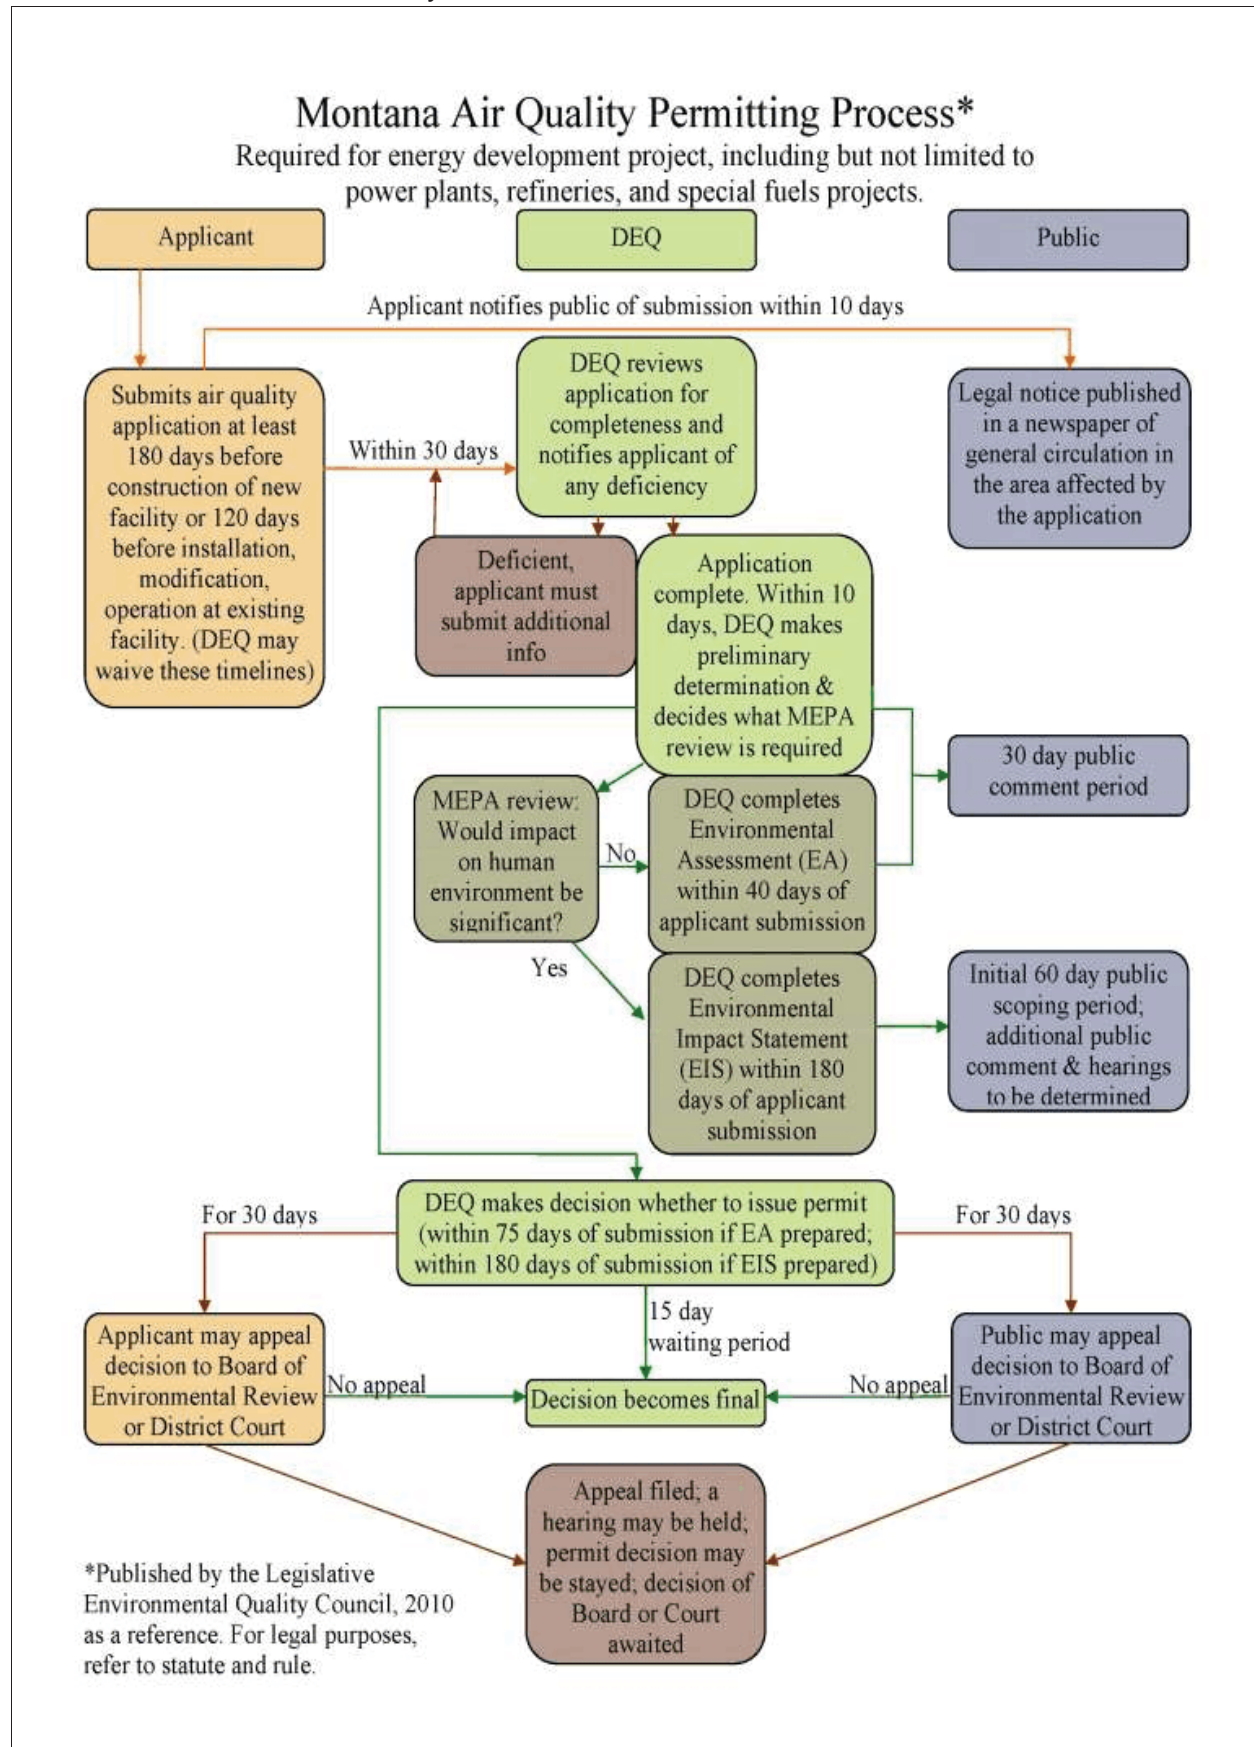 Montana Air Quality Permitting Process*
Required for energy development project, including but not limited to
power plants, refineries, and special fuels projects.
Applicant
DEQ
Public
Applicant notifies public of submission within 10 days
Submits air quality
application at least
180 days before
construction of new
facility or 120 days
before installation,
modification,
operation at existing
facility. (DEQ may
waive these timelines)
Within 30 days
DEQ reviews
application for
completeness and
notifies applicant of
any deficiency
Legal notice published
in a newspaper of
general circulation in
the area affected by
the application
Deficient,
applicant must
submit additional
info
Application
complete. Within 10
days, DEQ makes
preliminary
determination &
decides what MEPA
review is required
30 day public
comment period
MEPA review:
Would impact
on human
environment be
significant?
No
DEQ completes
Environmental
Assessment (EA)
within 40 days of
applicant submission
Yes
DEQ completes
Environmental
Impact Statement
(EIS) within 180
days of applicant
submission
Initial 60 day public
scoping period;
additional public
comment & hearings
to be determined
For 30 days
DEQ makes decision whether to issue permit
(within 75 days of submission if EA prepared;
within 180 days of submission if EIS prepared)
For 30 days
15 day
waiting period
Applicant may appeal
decision to Board of
Environmental Review
or District Court
No appeal
Decision becomes final
No appeal
Public may appeal
decision to Board of
Environmental Review
or District Court
Appeal filed; a
hearing may be held;
permit decision may
be stayed; decision of
Board or Court
awaited
*Published by the Legislative
Environmental Quality Council, 2010
as a reference. For legal purposes,
refer to statute and rule.